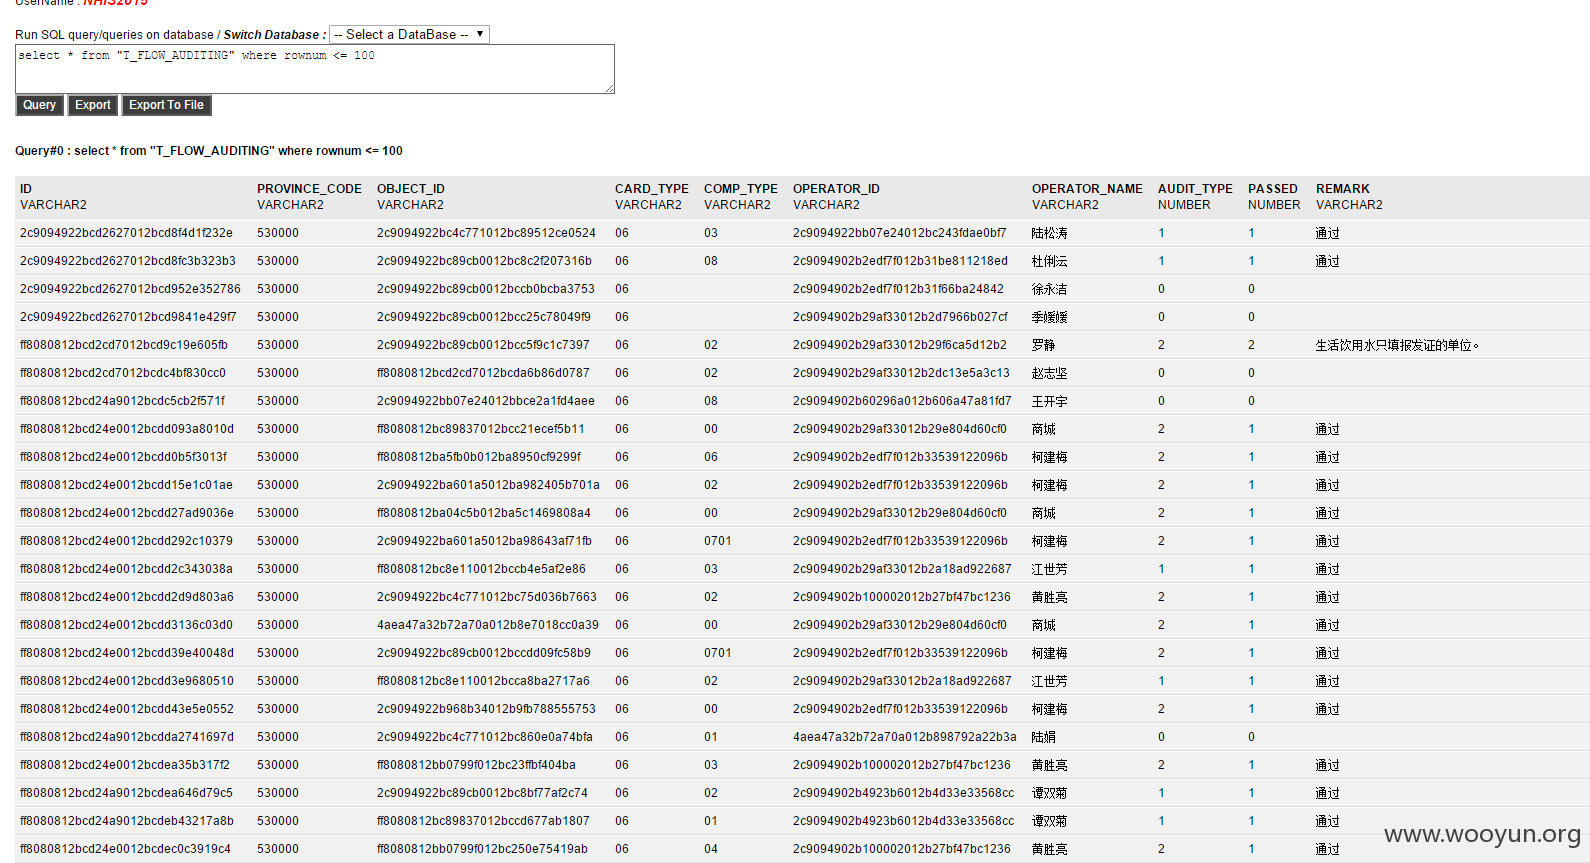 UserName : NHIS2015
Run SQL query/queries on database / Switch Database : -- Select a DataBase --
select * from "T_FLOW_AUDITING" where rownum <= 100
Query Export Export To File
Query#0 : select * from "T_FLOW_AUDITING" where rownum <= 100
ID PROVINCE_CODE OBJECT_ID CARD_TYPE COMP_TYPE OPERATOR_ID OPERATOR_NAME AUDIT_TYPE PASSED REMARK
VARCHAR2 VARCHAR2 VARCHAR2 VARCHAR2 VARCHAR2 VARCHAR2 VARCHAR2 NUMBER NUMBER VARCHAR2
2c9094922bcd2627012bcd8f4d1f232e 530000 2c9094922bc4c771012bc89512ce0524 06 03 2c9094922bb07e24012bc243fdae0bf7 陆松涛 1 1 通过
2c9094922bcd2627012bcd8fc3b323b3 530000 2c9094922bc89cb0012bc8c2f207316b 06 08 2c9094902b2edf7f012b31be811218ed 杜俐沄 1 1 通过
2c9094922bcd2627012bcd952e352786 530000 2c9094922bc89cb0012bccb0bcba3753 06 2c9094902b2edf7f012b31f66ba24842 徐永洁 0 0
2c9094922bcd2627012bcd9841e429f7 530000 2c9094922bc89cb0012bcc25c78049f9 06 2c9094902b29af33012b2d7966b027cf 季媛媛 0 0
ff8080812bcd2cd7012bcd9c19e605fb 530000 2c9094922bc89cb0012bcc5f9c1c7397 06 02 2c9094902b29af33012b29f6ca5d12b2 罗静 2 2 生活饮用水只填报发证的单位。
ff8080812bcd2cd7012bcdc4bf830cc0 530000 ff8080812bcd2cd7012bcda6b86d0787 06 02 2c9094902b29af33012b2dc13e5a3c13 赵志坚 0 0
ff8080812bcd24a9012bcdc5cb2f571f 530000 2c9094922bb07e24012bbce2a1fd4aee 06 08 2c9094902b60296a012b606a47a81fd7 王开宇 0 0
ff8080812bcd24e0012bcdd093a8010d 530000 ff8080812bc89837012bcc21ecef5b11 06 00 2c9094902b29af33012b29e804d60cf0 商城 2 1 通过
ff8080812bcd24e0012bcdd0b5f3013f 530000 ff8080812ba5fb0b012ba8950cf9299f 06 06 2c9094902b2edf7f012b33539122096b 柯建梅 2 1 通过
ff8080812bcd24e0012bcdd15e1c01ae 530000 2c9094922ba601a5012ba982405b701a 06 02 2c9094902b2edf7f012b33539122096b 柯建梅 2 1 通过
ff8080812bcd24e0012bcdd27ad9036e 530000 ff8080812ba04c5b012ba5c1469808a4 06 00 2c9094902b29af33012b29e804d60cf0 商城 2 1 通过
ff8080812bcd24e0012bcdd292c10379 530000 2c9094922ba601a5012ba98643af71fb 06 0701 2c9094902b2edf7f012b33539122096b 柯建梅 2 1 通过
ff8080812bcd24e0012bcdd2c343038a 530000 ff8080812bc8e110012bccb4e5af2e86 06 03 2c9094902b29af33012b2a18ad922687 江世芳 1 1 通过
ff8080812bcd24e0012bcdd2d9d803a6 530000 2c9094922bc4c771012bc75d036b7663 06 02 2c9094902b100002012b27bf47bc1236 黄胜亮 2 1 通过
ff8080812bcd24e0012bcdd3136c03d0 530000 4aea47a32b72a70a012b8e7018cc0a39 06 00 2c9094902b29af33012b29e804d60cf0 商城 2 1 通过
ff8080812bcd24e0012bcdd39e40048d 530000 2c9094922bc89cb0012bccdd09fc58b9 06 0701 2c9094902b2edf7f012b33539122096b 柯建梅 2 1 通过
ff8080812bcd24e0012bcdd3e9680510 530000 ff8080812bc8e110012bcca8ba2717a6 06 02 2c9094902b29af33012b2a18ad922687 江世芳 1 1 通过
ff8080812bcd24e0012bcdd43e5e0552 530000 2c9094922b968b34012b9fb788555753 06 00 2c9094902b2edf7f012b33539122096b 柯建梅 2 1 通过
ff8080812bcd24a9012bcdda2741697d 530000 2c9094922bc4c771012bc860e0a74bfa 06 01 4aea47a32b72a70a012b898792a22b3a 陆娟 0 0
ff8080812bcd24e0012bcdea35b317f2 530000 ff8080812bb0799f012bc23ffbf404ba 06 03 2c9094902b100002012b27bf47bc1236 黄胜亮 2 1 通过
ff8080812bcd24a9012bcdea646d79c5 530000 2c9094922bc89cb0012bc8bf77af2c74 06 02 2c9094902b4923b6012b4d33e33568cc 谭双菊 1 1 通过
ff8080812bcd24a9012bcdeb43217a8b 530000 ff8080812bc89837012bccd677ab1807 06 01 2c9094902b4923b6012b4d33e33568cc 谭双菊 1 1 通过
ff8080812bcd24a9012bcdec0c3919c4 530000 ff8080812bb0799f012bc250e75419ab 06 04 2c9094902b100002012b27bf47bc1236 黄胜亮 2 1 通过
www.wooyun.org